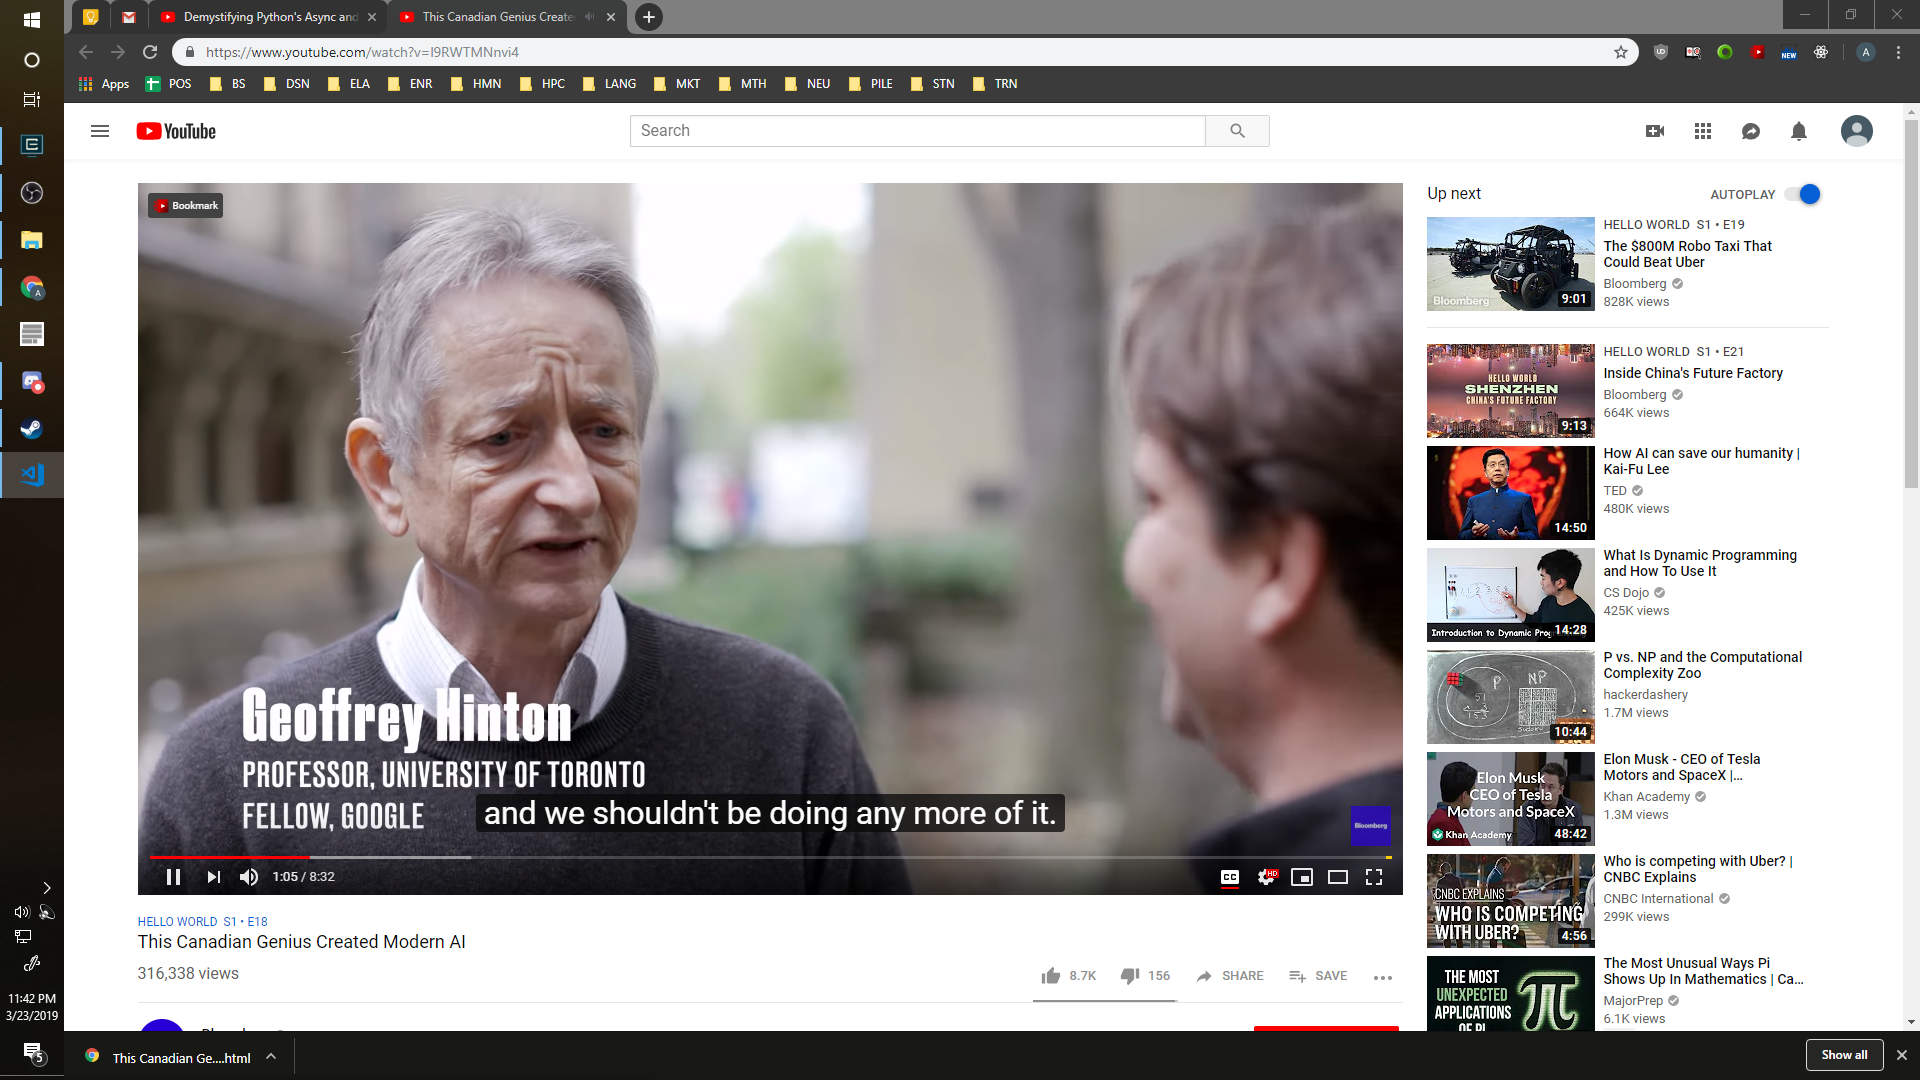 Demystifying Python's Async and
This Canadian Genius Create
https://www.youtube.com/watch?v=I9RWTMNnvi4
UD
NEW
A
Apps
POS
BS
DSN
ELA
ENR
HMN
HPC
LANG
MKT
MTH
NEU
PILE
STN
TRN
YouTube
Search
Bookmark
Geoffrey Hinton
PROFESSOR, UNIVERSITY OF TORONTO
FELLOW, GOOGLE
and we shouldn't be doing any more of it.
Bloomberg
1:05 / 8:32
CC
HD
HELLO WORLD S1 • E18
This Canadian Genius Created Modern AI
316,338 views
8.7K
156
SHARE
SAVE
Up next
AUTOPLAY
Bloomberg
9:01
HELLO WORLD S1 • E19
The $800M Robo Taxi That
Could Beat Uber
Bloomberg
828K views
HELLO WORLD
SHENZHEN
CHINA'S FUTURE FACTORY
9:13
HELLO WORLD S1 • E21
Inside China's Future Factory
Bloomberg
664K views
14:50
How AI can save our humanity |
Kai-Fu Lee
TED
480K views
Introduction to Dynamic Prog
14:28
What Is Dynamic Programming
and How To Use It
CS Dojo
425K views
P
NP
10:44
P vs. NP and the Computational
Complexity Zoo
hackerdashery
1.7M views
Elon Musk
CEO of Tesla
Motors and SpaceX
Khan Academy
48:42
Elon Musk - CEO of Tesla
Motors and SpaceX |...
Khan Academy
1.3M views
CNBC EXPLAINS
WHO IS COMPETING
WITH UBER?
4:56
Who is competing with Uber? |
CNBC Explains
CNBC International
299K views
THE MOST
UNEXPECTED
APPLICATIONS
OF PI
π
The Most Unusual Ways Pi
Shows Up In Mathematics | Ca...
MajorPrep
6.1K views
11:42 PM
3/23/2019
5
This Canadian Ge....html
Show all